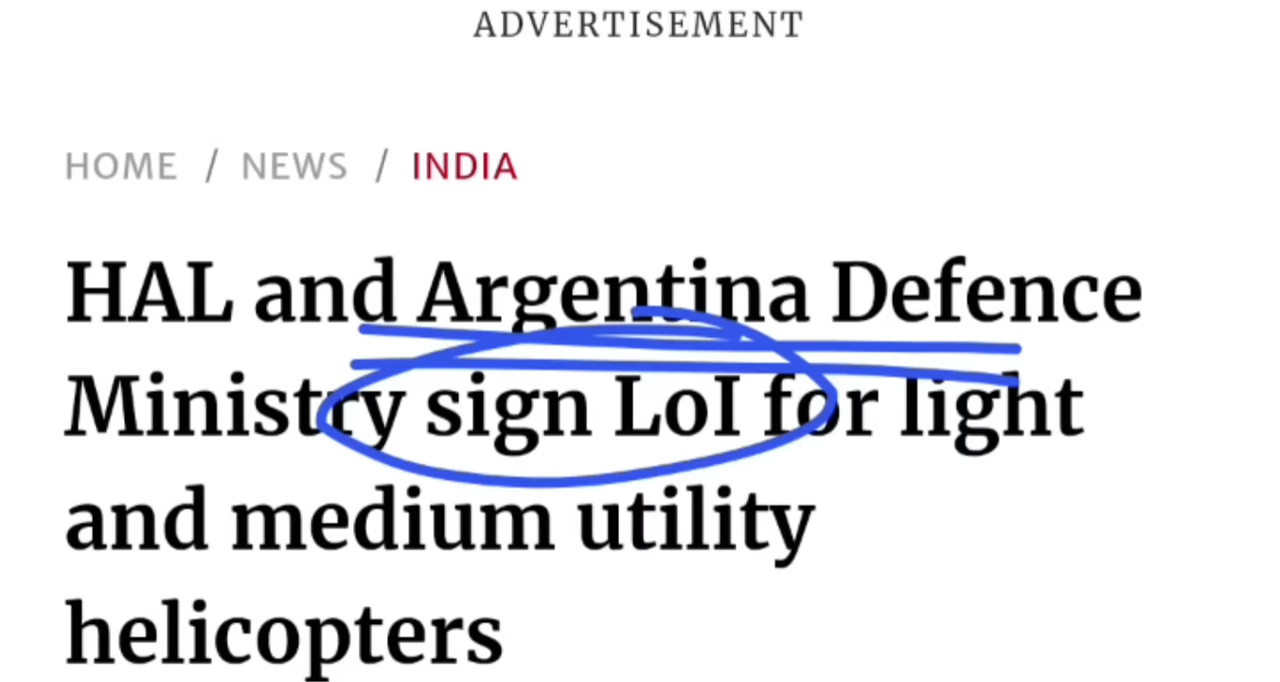 ADVERTISEMENT
HOME / NEWS / INDIA
HAL and Argentina Defence
Ministry sign LoI for light
and medium utility
helicopters